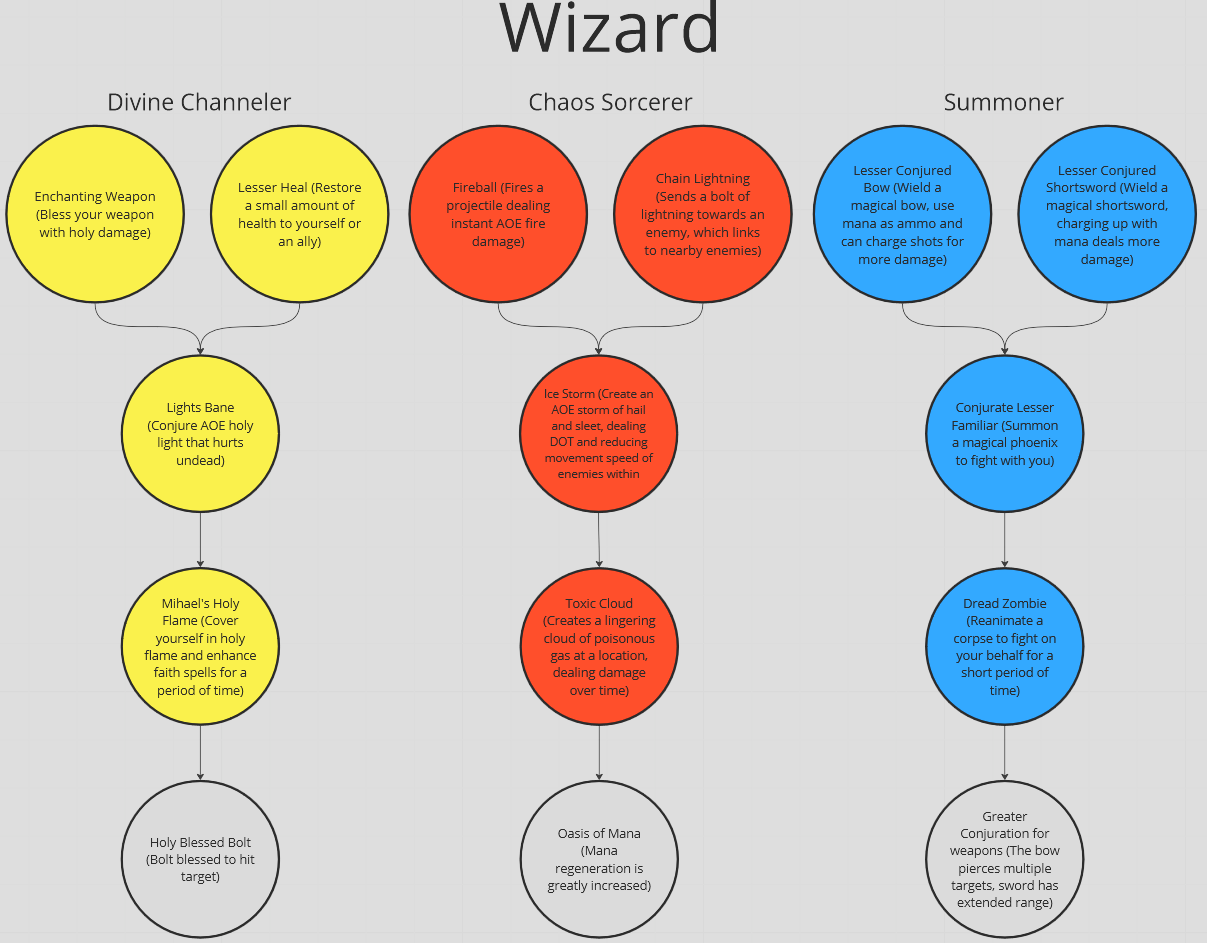 Wizard
Divine Channeler
Chaos Sorcerer
Summoner
Enchanting Weapon
(Bless your weapon
with holy damage)
Lesser Heal (Restore
a small amount of
health to yourself or
an ally)
Fireball (Fires a
projectile dealing
instant AOE fire
damage)
Chain Lightning
(Sends a bolt of
lightning towards an
enemy, which links
to nearby enemies)
Lesser Conjured
Bow (Wield a
magical bow, use
mana as ammo and
can charge shots for
more damage)
Lesser Conjured
Shortsword (Wield a
magical shortsword,
charging up with
mana deals more
damage)
Lights Bane
(Conjure AOE holy
light that hurts
undead)
Ice Storm (Create an
AOE storm of hail
and sleet, dealing
DOT and reducing
movement speed of
enemies within
Conjurate Lesser
Familiar (Summon
a magical phoenix
to fight with you)
Mihael's Holy
Flame (Cover
yourself in holy
flame and enhance
faith spells for a
period of time)
Toxic Cloud
(Creates a lingering
cloud of poisonous
gas at a location,
dealing damage
over time)
Dread Zombie
(Reanimate a
corpse to fight on
your behalf for a
short period of
time)
Holy Blessed Bolt
(Bolt blessed to hit
target)
Oasis of Mana
(Mana
regeneration is
greatly increased)
Greater
Conjuration for
weapons (The bow
pierces multiple
targets, sword has
extended range)